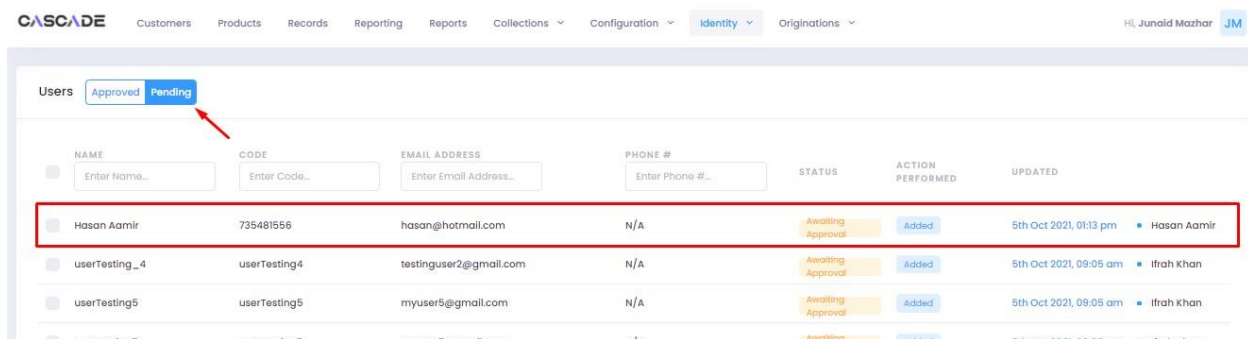 CASCADE Customers Products Records Reporting Reports Collections Configuration Identity Originations Hi, Junaid Mazhar JM
Users Approved Pending
NAME CODE EMAIL ADDRESS PHONE # STATUS ACTION PERFORMED UPDATED
Enter Name... Enter Code... Enter Email Address... Enter Phone #...
Hasan Aamir 735481556 hasan@hotmail.com N/A Awaiting Approval Added 5th Oct 2021, 01:13 pm Hasan Aamir
userTesting_4 userTesting4 testinguser2@gmail.com N/A Awaiting Approval Added 5th Oct 2021, 09:05 am Ifrah Khan
userTesting5 userTesting5 myuser5@gmail.com N/A Awaiting Approval Added 5th Oct 2021, 09:05 am Ifrah Khan
Awaiting